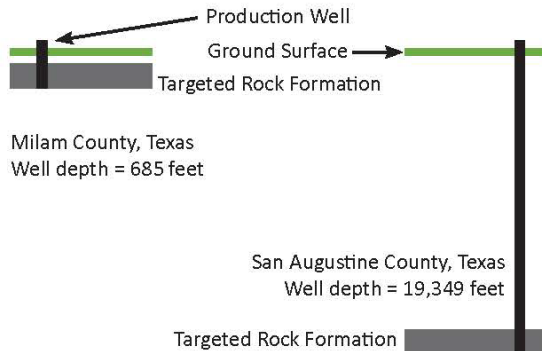 Production Well
Ground Surface
Targeted Rock Formation
Milam County, Texas
Well depth = 685 feet
San Augustine County, Texas
Well depth = 19,349 feet
Targeted Rock Formation